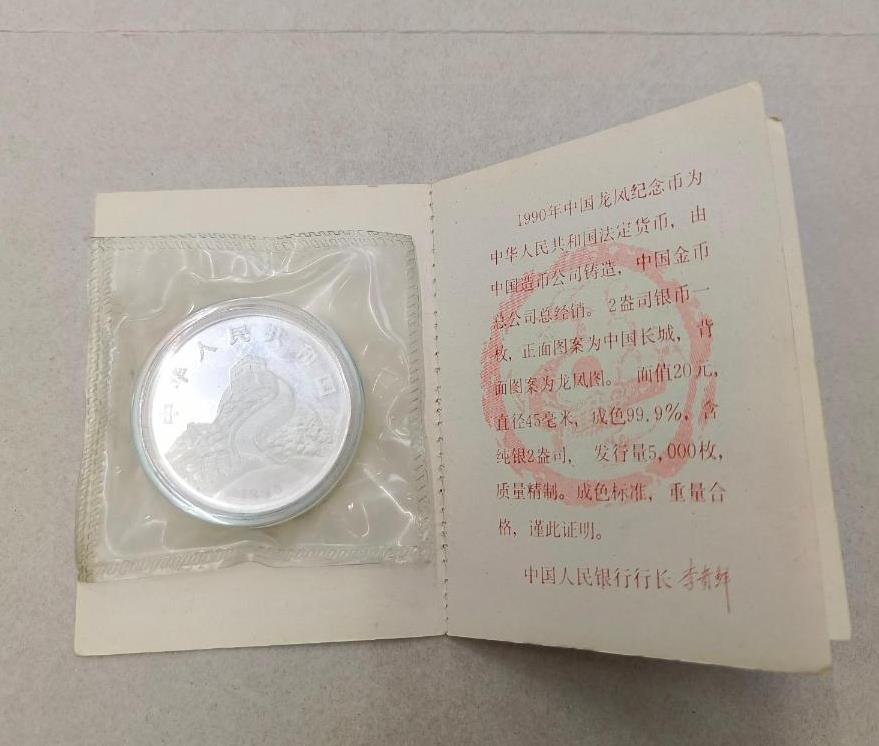 中华人民共和国
1990
1990年中国龙凤纪念币为
中华人民共和国法定货币，由
中国造币公司铸造，中国金币
总公司总经销。2盎司银币一
枚，正面图案为中国长城，背
面图案为龙凤图。 面值20元，
直径45毫米，成色99.9%，含
纯银2盎司， 发行量5,000枚，
质量精制。成色标准，重量合
格，谨此证明。
中国人民银行行长 李贵鲜